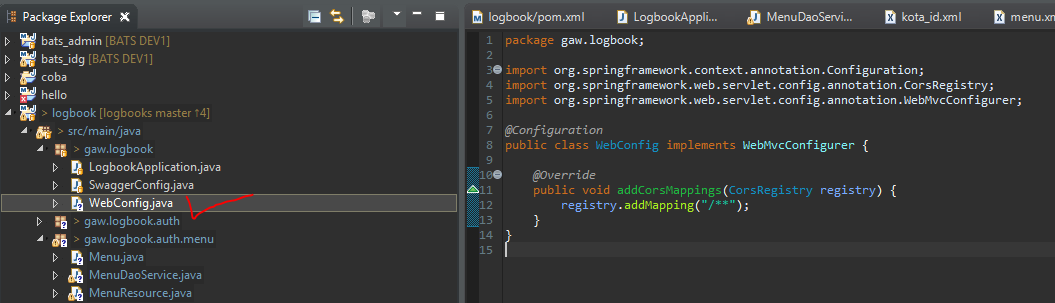 Package Explorer
bats_admin [BATS DEV1]
bats_idg [BATS DEV1]
coba
hello
> logbook [logbooks master ↑4]
> src/main/java
> gaw.logbook
LogbookApplication.java
SwaggerConfig.java
WebConfig.java
> gaw.logbook.auth
> gaw.logbook.auth.menu
Menu.java
MenuDaoService.java
MenuResource.java
logbook/pom.xml LogbookAppli... MenuDaoServi... kota_id.xml menu.xm
1 package gaw.logbook;
2
3 import org.springframework.context.annotation.Configuration;
4 import org.springframework.web.servlet.config.annotation.CorsRegistry;
5 import org.springframework.web.servlet.config.annotation.WebMvcConfigurer;
6
7 @Configuration
8 public class WebConfig implements WebMvcConfigurer {
9
10 @Override
11 public void addCorsMappings(CorsRegistry registry) {
12 registry.addMapping("/**");
13 }
14 }
15